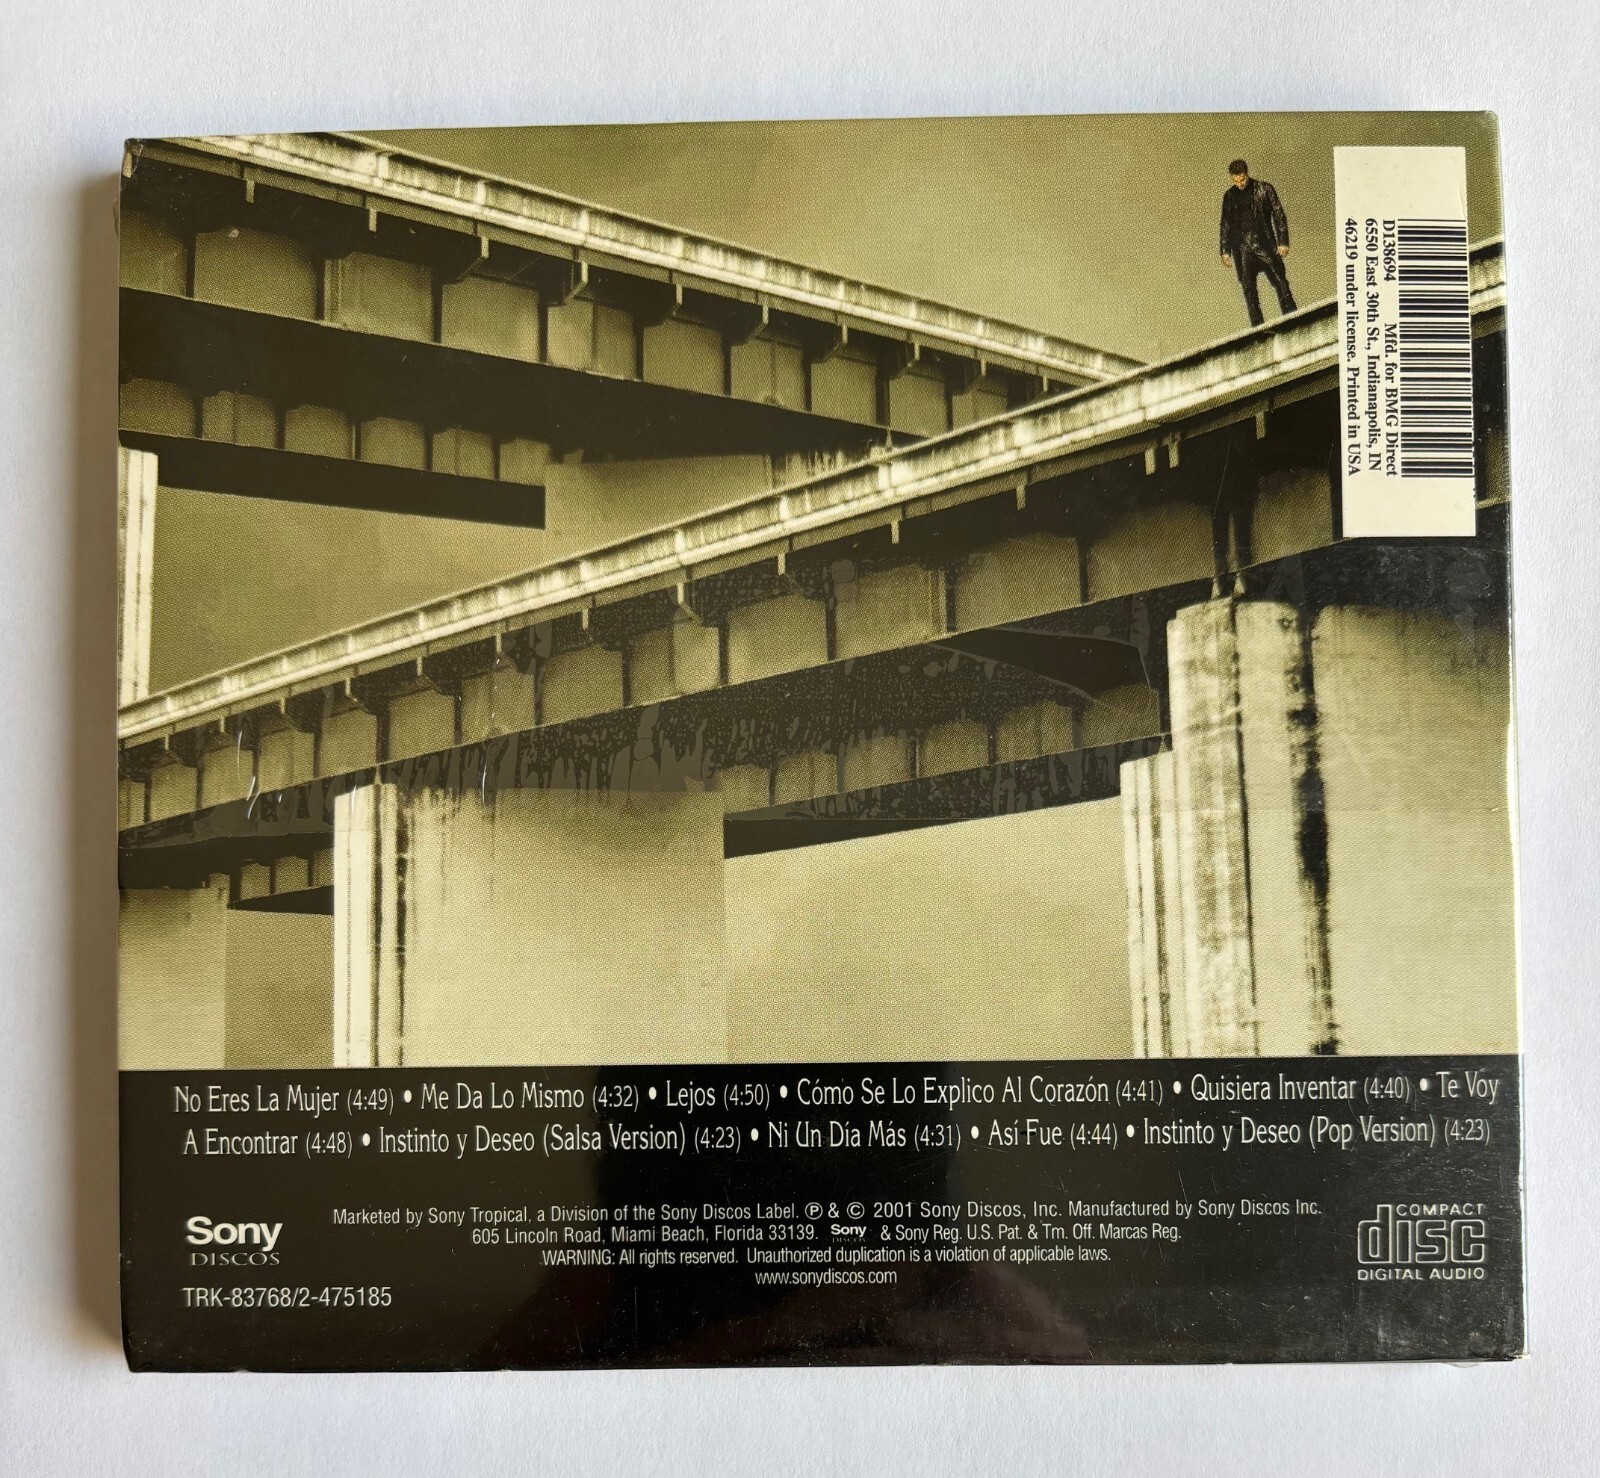 D138694 Mfd. for BMG Direct
6550 East 30th St., Indianapolis, IN
46219 under license. Printed in USA
No Eres La Mujer (4:49) • Me Da Lo Mismo (4:32) • Lejos (4:50) • Cómo Se Lo Explico Al Corazón (4:41) • Quisiera Inventar (4:40) • Te Voy
A Encontrar (4:48) • Instinto y Deseo (Salsa Version) (4:23) • Ni Un Día Más (4:31) • Así Fue (4:44) • Instinto y Deseo (Pop Version) (4:23)
Sony
DISCOS
TRK-83768/2-475185
Marketed by Sony Tropical, a Division of the Sony Discos Label. ℗ & © 2001 Sony Discos, Inc. Manufactured by Sony Discos Inc.
605 Lincoln Road, Miami Beach, Florida 33139. Sony DISCOS & Sony Reg. U.S. Pat. & Tm. Off. Marcas Reg.
WARNING: All rights reserved. Unauthorized duplication is a violation of applicable laws.
www.sonydiscos.com
COMPACT
disc
DIGITAL AUDIO